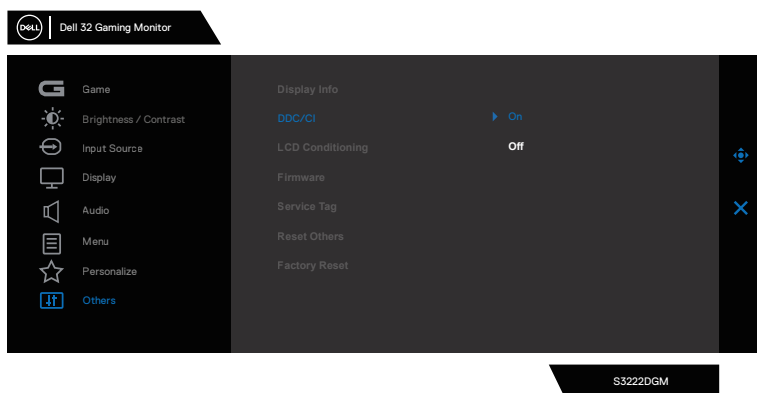 DELL
Dell 32 Gaming Monitor
Game
Brightness / Contrast
Input Source
Display
Audio
Menu
Personalize
Others
Display Info
DDC/CI
On
LCD Conditioning
Off
Firmware
Service Tag
Reset Others
Factory Reset
S3222DGM